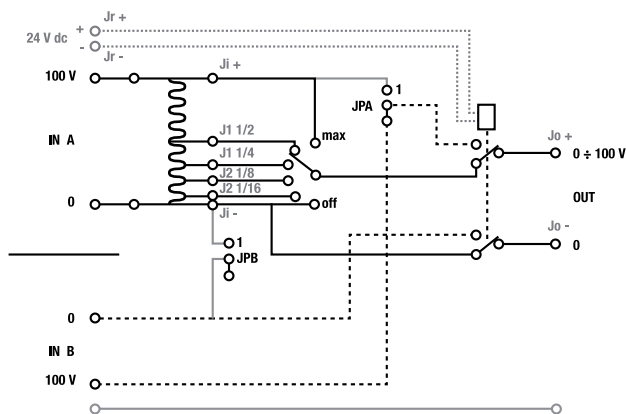 Jr +
24 V dc
+
-
Jr -
100 V
Ji +
1
JPA
IN A
J1 1/2
max
Jo +
J1 1/4
0 ÷ 100 V
J2 1/8
J2 1/16
OUT
0
Ji -
off
Jo -
1
0
JPB
0
IN B
100 V